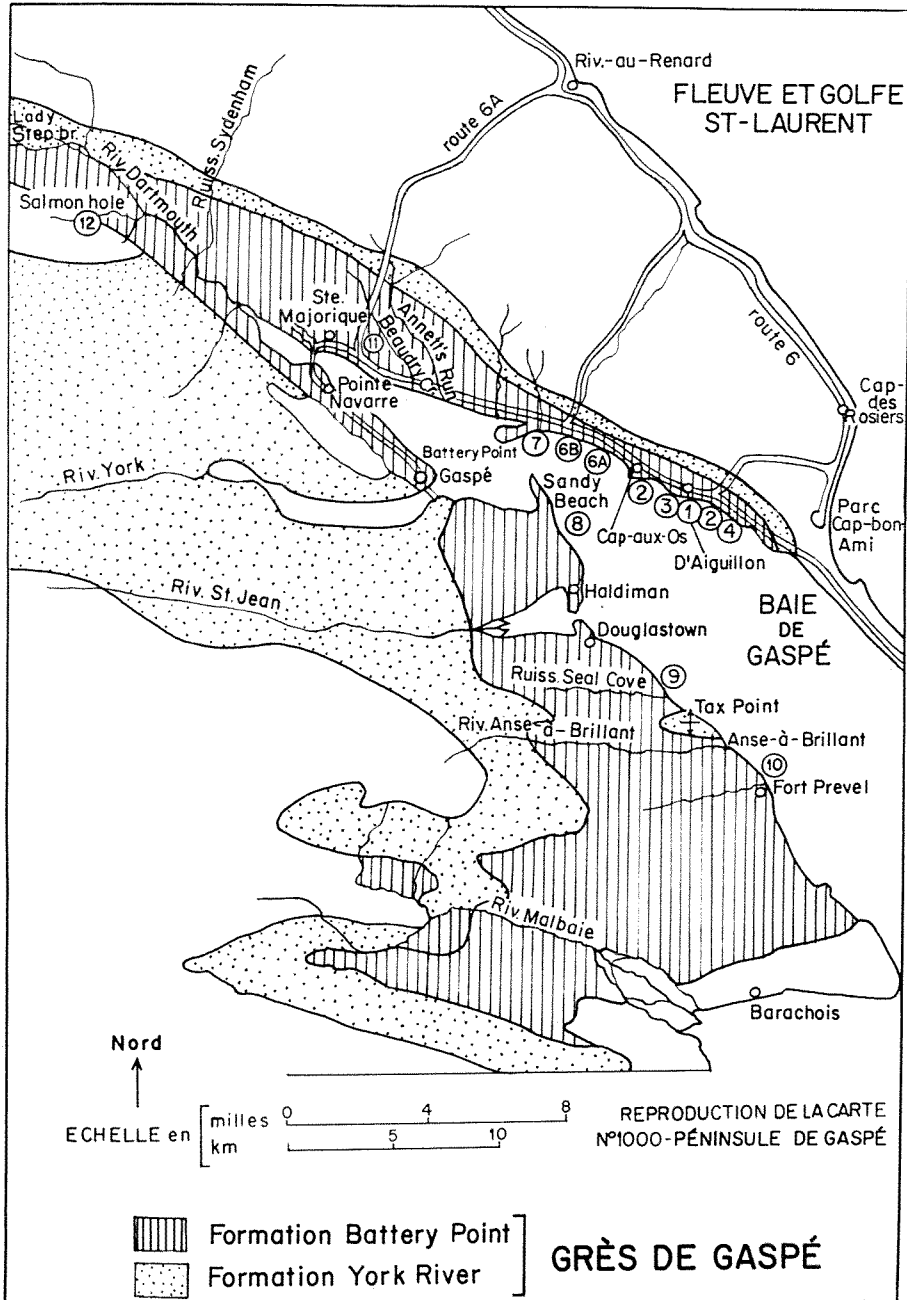 Riv.-au-Renard
FLEUVE ET GOLFE
ST-LAURENT
route 6A
Lady
Step br.
Ruiss. Sydenham
Riv. Dartmouth
Salmon hole
12
Ste.
Majorique
11
Annett's Run
Beaudry Cr.
route 6
Cap-
des
Rosiers
Pointe
Navarre
Battery Point
Gaspé
Riv. York
7
6B
6A
2
3
1
2
4
Sandy
Beach
8
Cap-aux-Os
D'Aiguillon
Parc
Cap-bon-
Ami
Riv. St. Jean
Haldiman
BAIE
DE
GASPÉ
Douglastown
Ruiss. Seal Cove
9
Tax Point
Riv. Anse-à-Brillant
Anse-à-Brillant
10
Fort Prevel
Riv. Malbaie
Barachois
Nord
ECHELLE en
milles
0 4 8
km
5 10
REPRODUCTION DE LA CARTE
N°1000-PÉNINSULE DE GASPÉ
Formation Battery Point
Formation York River
GRÈS DE GASPÉ